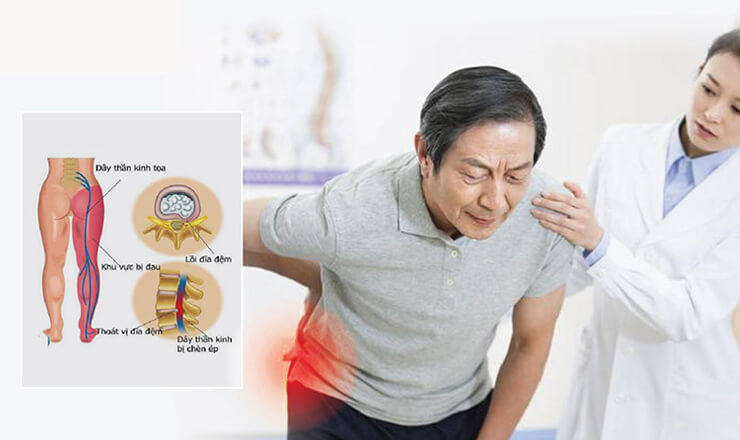 Dây thần kinh tọa
Lõi đĩa đệm
Khu vực bị đau
Thoát vị đĩa đệm
Dây thần kinh
bị chèn ép